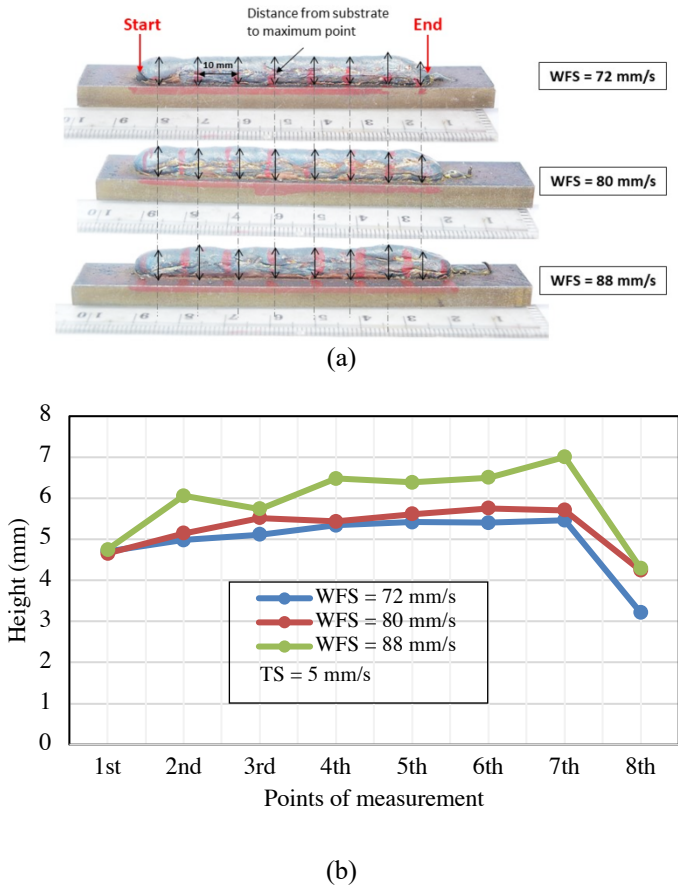 Distance from substrate
to maximum point
Start
End
10 mm
WFS = 72 mm/s
WFS = 80 mm/s
WFS = 88 mm/s
(a)
8
7
6
5
4
3
2
1
0
Height (mm)
WFS = 72 mm/s
WFS = 80 mm/s
WFS = 88 mm/s
TS = 5 mm/s
1st 2nd 3rd 4th 5th 6th 7th 8th
Points of measurement
(b)